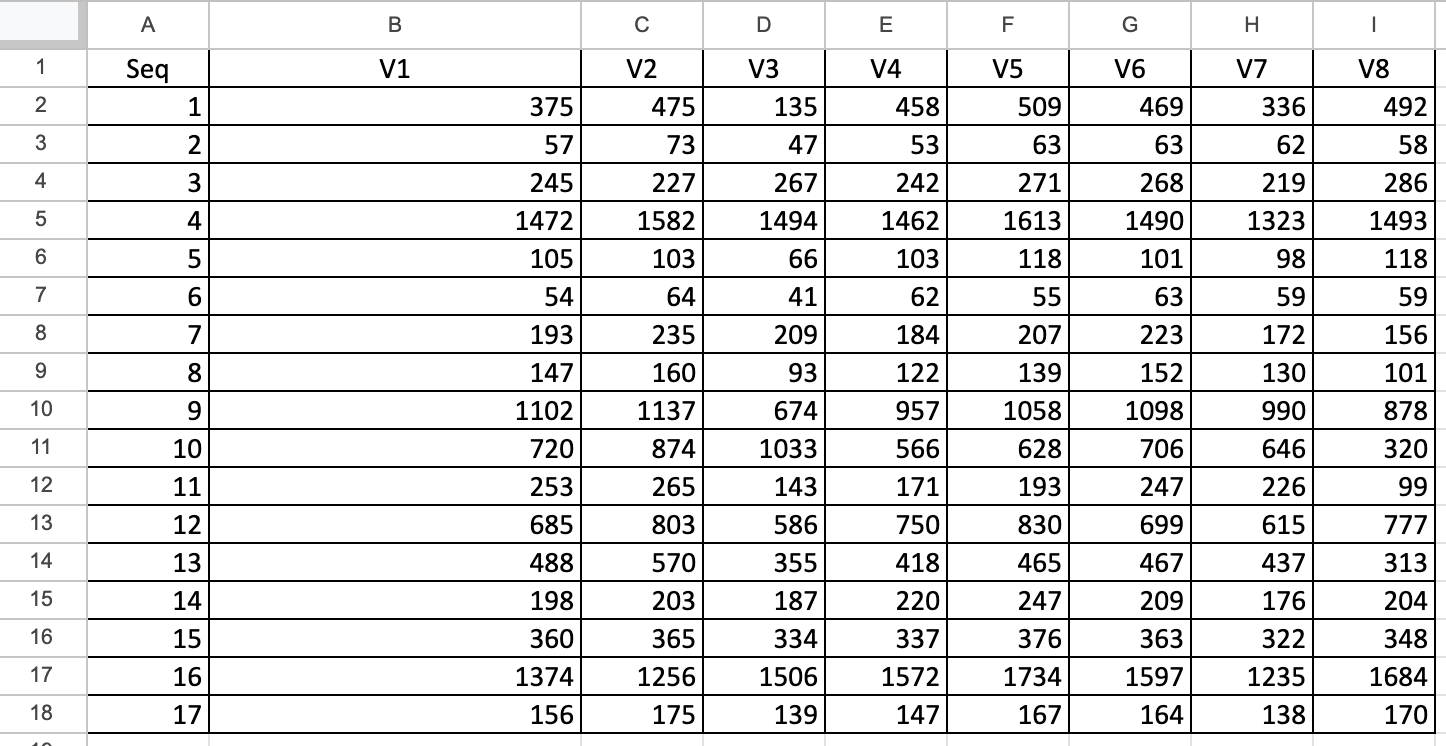 A B C D E F G H I
1 Seq V1 V2 V3 V4 V5 V6 V7 V8
2 1 375 475 135 458 509 469 336 492
3 2 57 73 47 53 63 63 62 58
4 3 245 227 267 242 271 268 219 286
5 4 1472 1582 1494 1462 1613 1490 1323 1493
6 5 105 103 66 103 118 101 98 118
7 6 54 64 41 62 55 63 59 59
8 7 193 235 209 184 207 223 172 156
9 8 147 160 93 122 139 152 130 101
10 9 1102 1137 674 957 1058 1098 990 878
11 10 720 874 1033 566 628 706 646 320
12 11 253 265 143 171 193 247 226 99
13 12 685 803 586 750 830 699 615 777
14 13 488 570 355 418 465 467 437 313
15 14 198 203 187 220 247 209 176 204
16 15 360 365 334 337 376 363 322 348
17 16 1374 1256 1506 1572 1734 1597 1235 1684
18 17 156 175 139 147 167 164 138 170